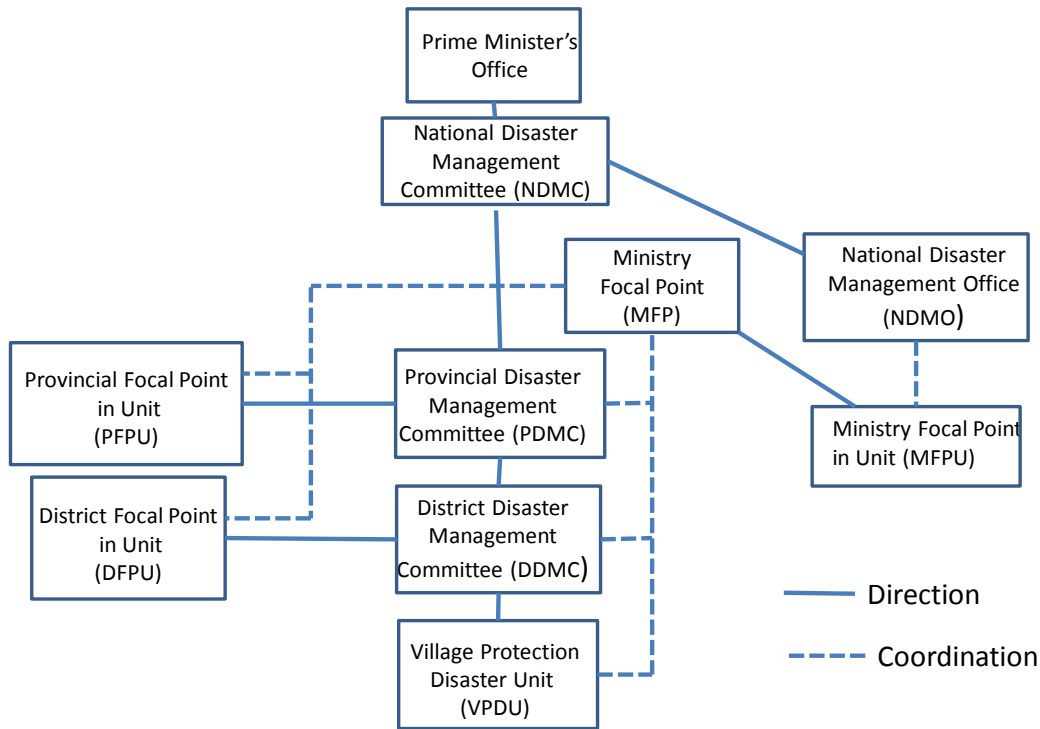 Prime Minister's
Office
National Disaster
Management
Committee (NDMC)
Ministry
Focal Point
(MFP)
National Disaster
Management Office
(NDMO)
Provincial Focal Point
in Unit
(PFPU)
Provincial Disaster
Management
Committee (PDMC)
Ministry Focal Point
in Unit (MFPU)
District Focal Point
in Unit
(DFPU)
District Disaster
Management
Committee (DDMC)
Direction
Village Protection
Disaster Unit
(VPDU)
Coordination